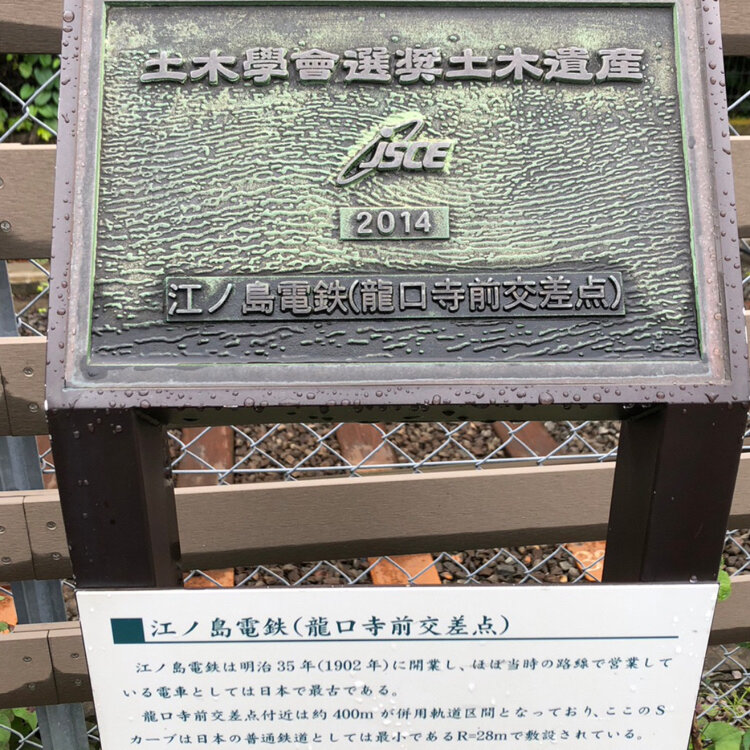 土木學會選奨土木遺産
JSCE
2014
江ノ島電鉄(龍口寺前交差点)
■江ノ島電鉄(龍口寺前交差点)
江ノ島電鉄は明治35年(1902年)に開業し、ほぼ当時の路線で営業して
いる電車としては日本で最古である。
龍口寺前交差点付近は約400mが併用軌道区間となっており、ここのS
カーブは日本の普通鉄道としては最小であるR=28mで敷設されている。